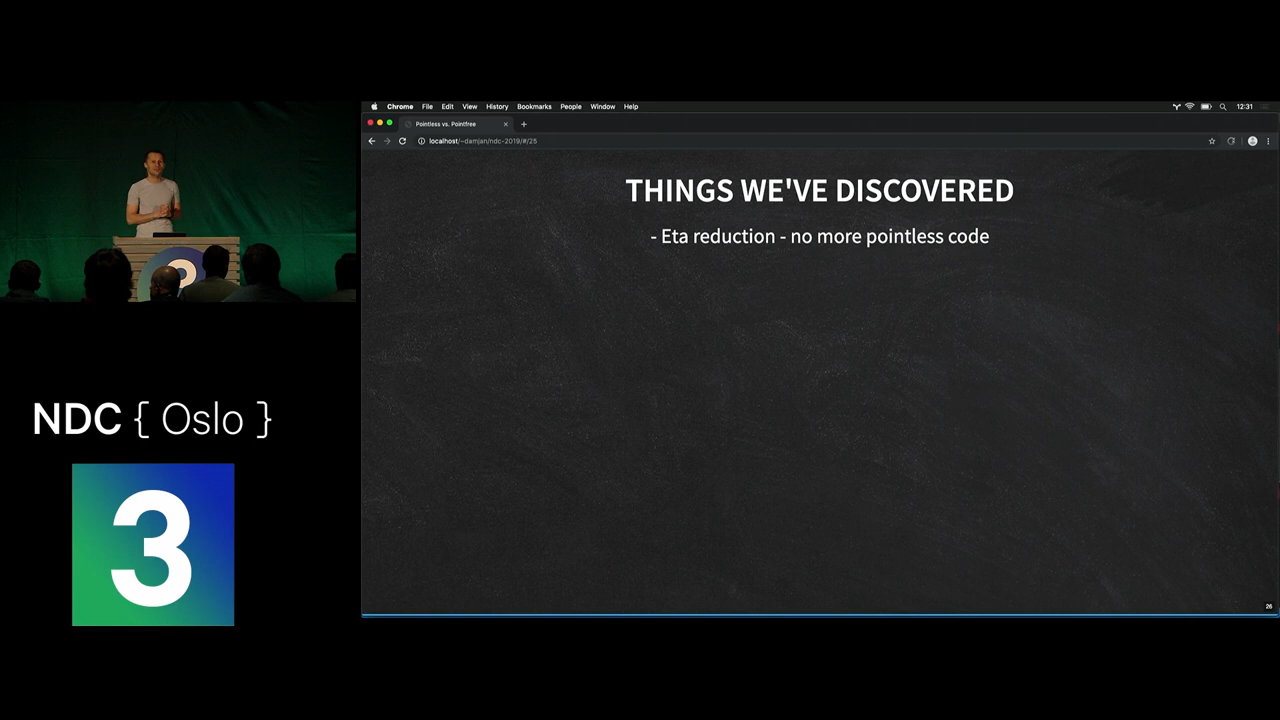 Chrome File Edit View History Bookmarks People Window Help 12:31
Pointless vs. Pointfree
localhost/~damjan/ndc-2019/#/25
THINGS WE'VE DISCOVERED
- Eta reduction - no more pointless code
NDC { Oslo }
3
26